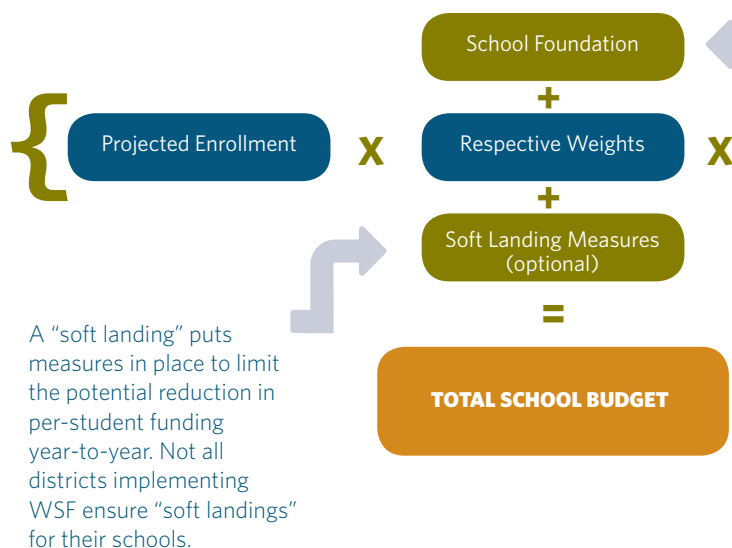 School Foundation
+
{ Projected Enrollment X Respective Weights X
+
Soft Landing Measures
(optional)
=
A “soft landing” puts
measures in place to limit
the potential reduction in
per-student funding
year-to-year. Not all
districts implementing
WSF ensure “soft landings”
for their schools.
TOTAL SCHOOL BUDGET